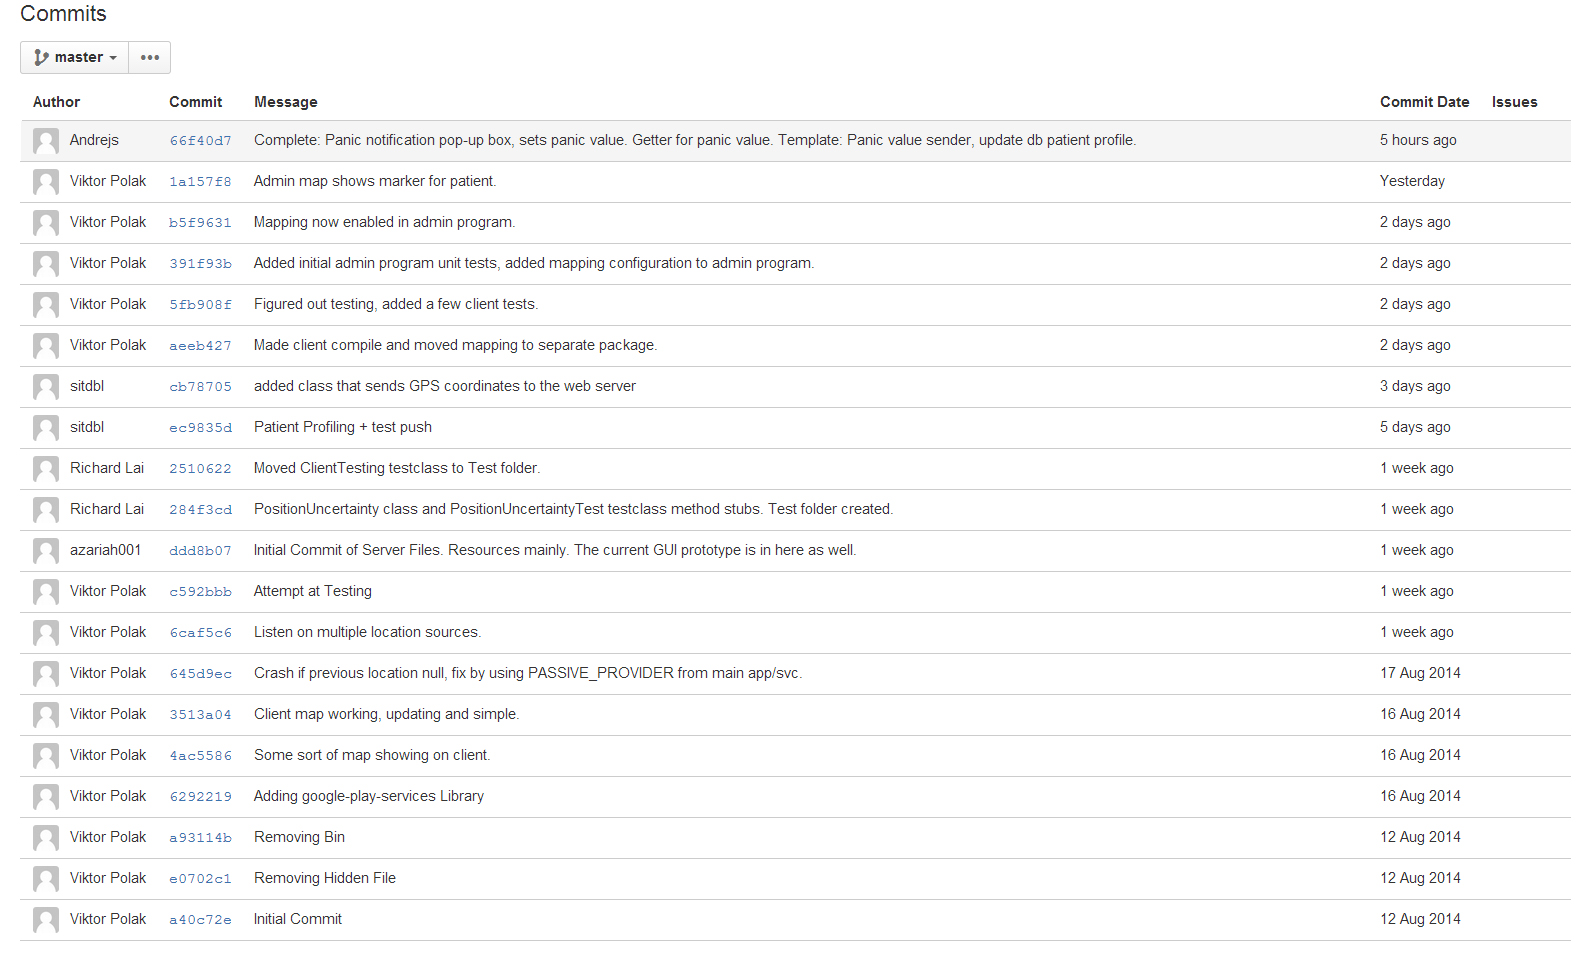 Commits
master
Author Commit Message Commit Date Issues
Andrejs 66f40d7 Complete: Panic notification pop-up box, sets panic value. Getter for panic value. Template: Panic value sender, update db patient profile. 5 hours ago
Viktor Polak 1a157f8 Admin map shows marker for patient. Yesterday
Viktor Polak b5f9631 Mapping now enabled in admin program. 2 days ago
Viktor Polak 391f93b Added initial admin program unit tests, added mapping configuration to admin program. 2 days ago
Viktor Polak 5fb908f Figured out testing, added a few client tests. 2 days ago
Viktor Polak aeeb427 Made client compile and moved mapping to separate package. 2 days ago
sitdbl cb78705 added class that sends GPS coordinates to the web server 3 days ago
sitdbl ec9835d Patient Profiling + test push 5 days ago
Richard Lai 2510622 Moved ClientTesting testclass to Test folder. 1 week ago
Richard Lai 284f3cd PositionUncertainty class and PositionUncertaintyTest testclass method stubs. Test folder created. 1 week ago
azariah001 ddd8b07 Initial Commit of Server Files. Resources mainly. The current GUI prototype is in here as well. 1 week ago
Viktor Polak c592bbb Attempt at Testing 1 week ago
Viktor Polak 6caf5c6 Listen on multiple location sources. 1 week ago
Viktor Polak 645d9ec Crash if previous location null, fix by using PASSIVE_PROVIDER from main app/svc. 17 Aug 2014
Viktor Polak 3513a04 Client map working, updating and simple. 16 Aug 2014
Viktor Polak 4ac5586 Some sort of map showing on client. 16 Aug 2014
Viktor Polak 6292219 Adding google-play-services Library 16 Aug 2014
Viktor Polak a93114b Removing Bin 12 Aug 2014
Viktor Polak e0702c1 Removing Hidden File 12 Aug 2014
Viktor Polak a40c72e Initial Commit 12 Aug 2014